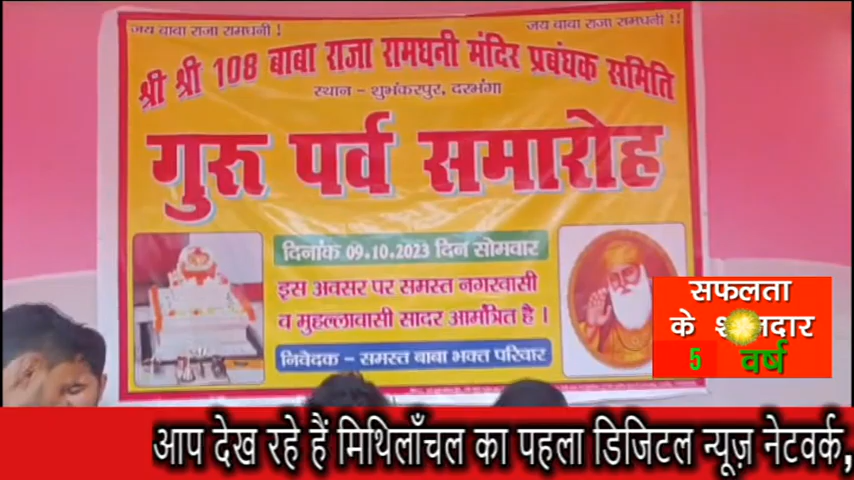 जय बाबा राजा रामधनी ! जय बाबा राजा रामधनी !!
श्री श्री 108 बाबा राजा रामधनी मंदिर प्रबंधक समिति
स्थान - शुभंकरपुर, दरभंगा
गुरु पर्व समारोह
दिनांक 09.10.2023 दिन सोमवार
इस अवसर पर समस्त नगरवासी
व मुहल्लावासी सादर आमंत्रित है ।
निवेदक - समस्त बाबा भक्त परिवार
सफलता
के शानदार
5 वर्ष
आप देख रहे हैं मिथिलाँचल का पहला डिजिटल न्यूज़ नेटवर्क,